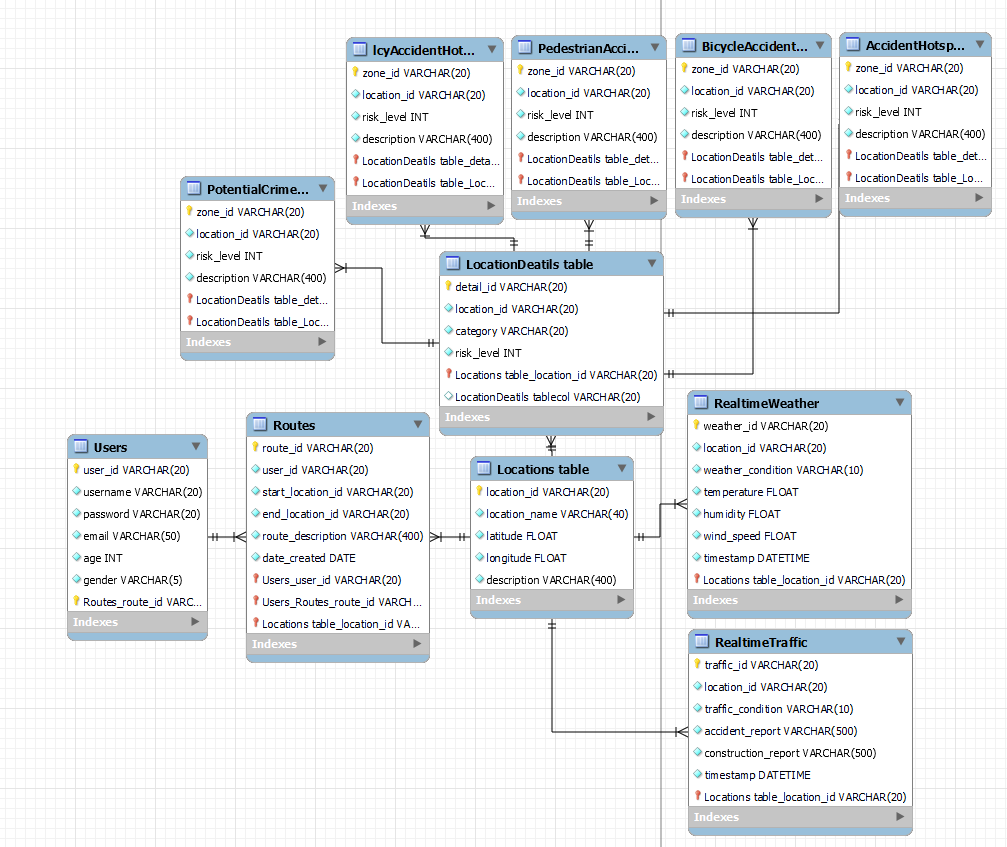 IcyAccidentHot...
zone_id VARCHAR(20)
location_id VARCHAR(20)
risk_level INT
description VARCHAR(400)
LocationDeatils table_deta...
LocationDeatils table_Loc...
Indexes
PedestrianAcci...
zone_id VARCHAR(20)
location_id VARCHAR(20)
risk_level INT
description VARCHAR(400)
LocationDeatils table_det...
LocationDeatils table_Loc...
Indexes
BicycleAccident...
zone_id VARCHAR(20)
location_id VARCHAR(20)
risk_level INT
description VARCHAR(400)
LocationDeatils table_det...
LocationDeatils table_Loc...
Indexes
AccidentHotsp...
zone_id VARCHAR(20)
location_id VARCHAR(20)
risk_level INT
description VARCHAR(400)
LocationDeatils table_det...
LocationDeatils table_Lo...
Indexes
PotentialCrime...
zone_id VARCHAR(20)
location_id VARCHAR(20)
risk_level INT
description VARCHAR(400)
LocationDeatils table_det...
LocationDeatils table_Loc...
Indexes
LocationDeatils table
detail_id VARCHAR(20)
location_id VARCHAR(20)
category VARCHAR(20)
risk_level INT
Locations table_location_id VARCHAR(20)
LocationDeatils tablecol VARCHAR(20)
Indexes
Users
user_id VARCHAR(20)
username VARCHAR(20)
password VARCHAR(20)
email VARCHAR(50)
age INT
gender VARCHAR(5)
Routes_route_id VARC...
Indexes
Routes
route_id VARCHAR(20)
user_id VARCHAR(20)
start_location_id VARCHAR(20)
end_location_id VARCHAR(20)
route_description VARCHAR(400)
date_created DATE
Users_user_id VARCHAR(20)
Users_Routes_route_id VARCH...
Locations table_location_id VA...
Indexes
Locations table
location_id VARCHAR(20)
location_name VARCHAR(40)
latitude FLOAT
longitude FLOAT
description VARCHAR(400)
Indexes
RealtimeWeather
weather_id VARCHAR(20)
location_id VARCHAR(20)
weather_condition VARCHAR(10)
temperature FLOAT
humidity FLOAT
wind_speed FLOAT
timestamp DATETIME
Locations table_location_id VARCHAR(20)
Indexes
RealtimeTraffic
traffic_id VARCHAR(20)
location_id VARCHAR(20)
traffic_condition VARCHAR(10)
accident_report VARCHAR(500)
construction_report VARCHAR(500)
timestamp DATETIME
Locations table_location_id VARCHAR(20)
Indexes